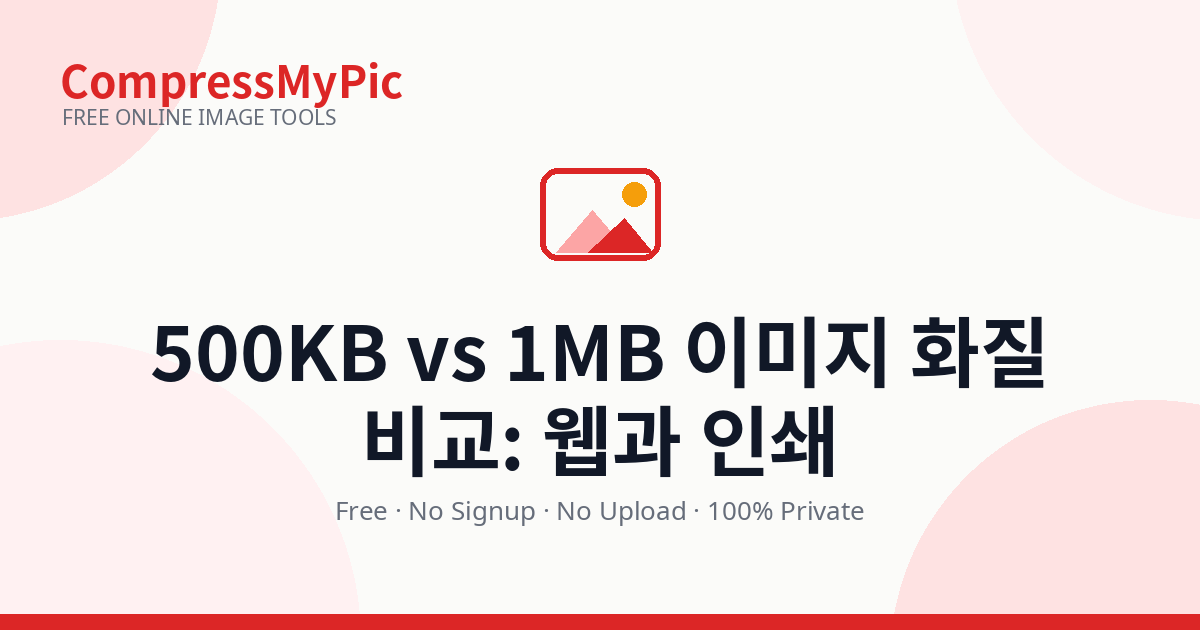 CompressMyPic
FREE ONLINE IMAGE TOOLS
500KB vs 1MB 이미지 화질
비교: 웹과 인쇄
Free · No Signup · No Upload · 100% Private